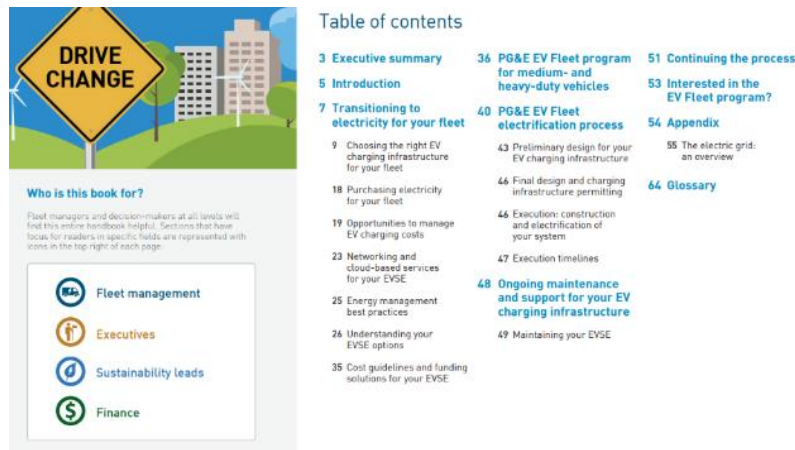 DRIVE
CHANGE
Who is this book for?
Fleet managers and decision-makers at all levels will
find this entire handbook helpful. Sections that have
focus for readers in specific fields are represented with
icons in the top right of each page.
Fleet management
Executives
Sustainability leads
$
Finance
Table of contents
3 Executive summary
5 Introduction
7 Transitioning to
electricity for your fleet
9 Choosing the right EV
charging infrastructure
for your fleet
18 Purchasing electricity
for your fleet
19 Opportunities to manage
EV charging costs
23 Networking and
cloud-based services
for your EVSE
25 Energy management
best practices
26 Understanding your
EVSE options
35 Cost guidelines and funding
solutions for your EVSE
36 PG&E EV Fleet program
for medium- and
heavy-duty vehicles
40 PG&E EV Fleet
electrification process
43 Preliminary design for your
EV charging infrastructure
46 Final design and charging
infrastructure permitting
46 Execution: construction
and electrification of
your system
47 Execution timelines
48 Ongoing maintenance
and support for your EV
charging infrastructure
49 Maintaining your EVSE
51 Continuing the process
53 Interested in the
EV Fleet program?
54 Appendix
55 The electric grid:
an overview
64 Glossary